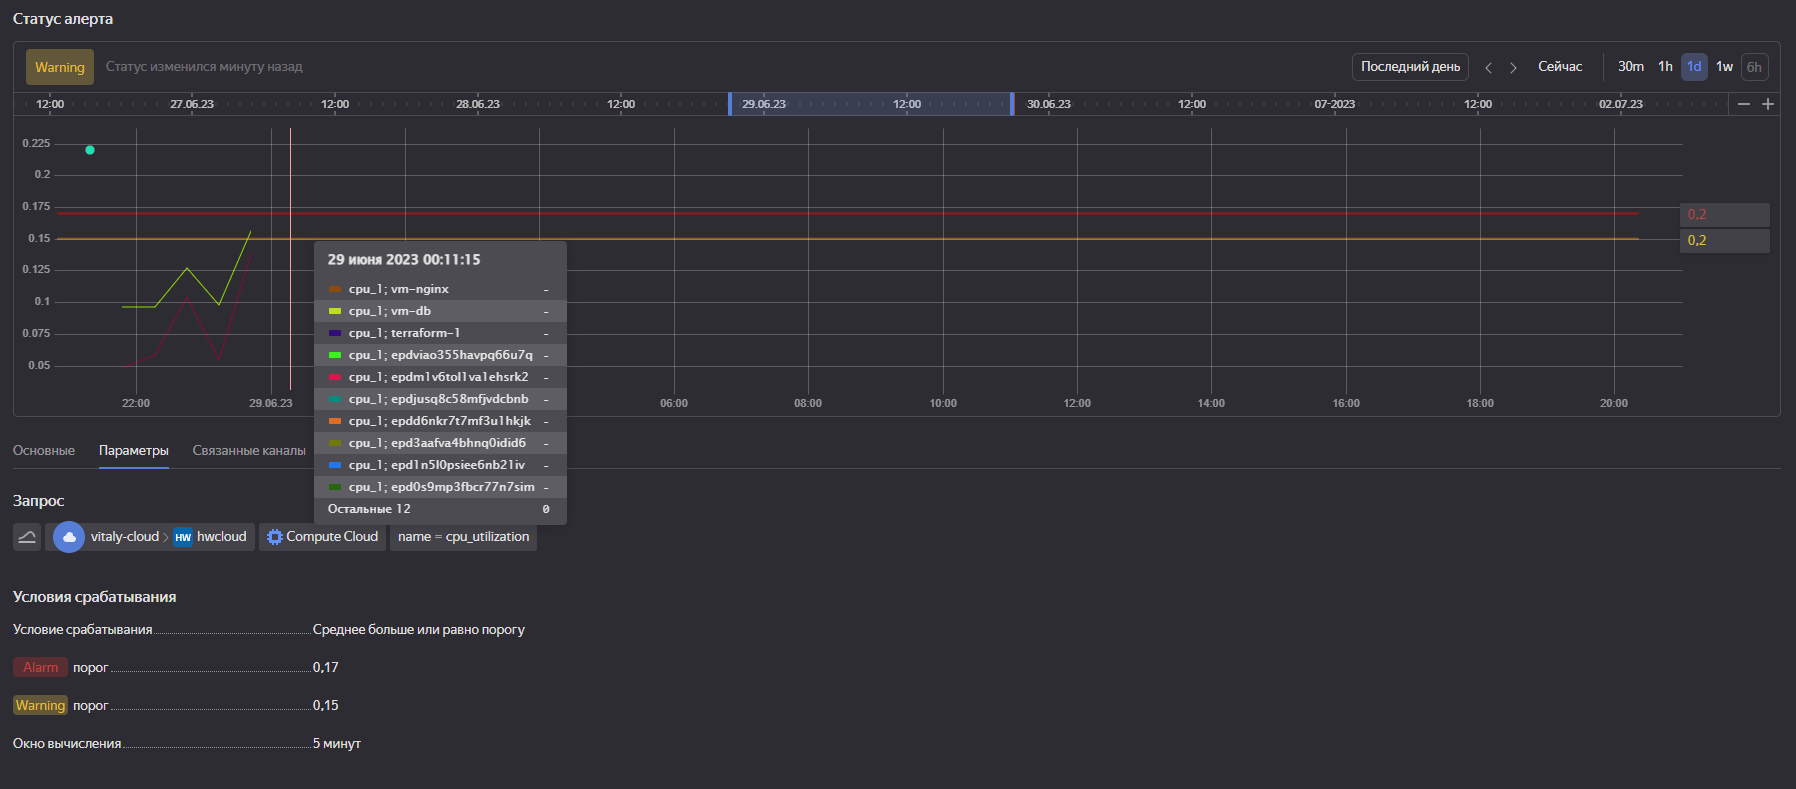 Статус алерта
Warning Статус изменился минуту назад Последний день Сейчас 30m 1h 1d 1w 6h
12:00 27.06.23 12:00 28.06.23 12:00 29.06.23 12:00 30.06.23 12:00 07-2023 12:00 02.07.23
0.225
0.2
0.175
0,2
0.15
0,2
0.125
0.1
0.075
0.05
22:00 29.06.23 06:00 08:00 10:00 12:00 14:00 16:00 18:00 20:00
29 июня 2023 00:11:15
cpu_1; vm-nginx -
cpu_1; vm-db -
cpu_1; terraform-1 -
cpu_1; epdviao355havpq66u7q -
cpu_1; epdm1v6tol1va1ehsrk2 -
cpu_1; epdjusq8c58mfjvdcbnb -
cpu_1; epdd6nkr7t7mf3u1hkjk -
cpu_1; epd3aafva4bhnq0idid6 -
cpu_1; epd1n5l0psiee6nb21iv -
cpu_1; epd0s9mp3fbcr77n7sim -
Остальные 12 0
Основные Параметры Связанные каналы
Запрос
vitaly-cloud HW hwcloud Compute Cloud name = cpu_utilization
Условия срабатывания
Условие срабатывания Среднее больше или равно порогу
Alarm порог 0,17
Warning порог 0,15
Окно вычисления 5 минут